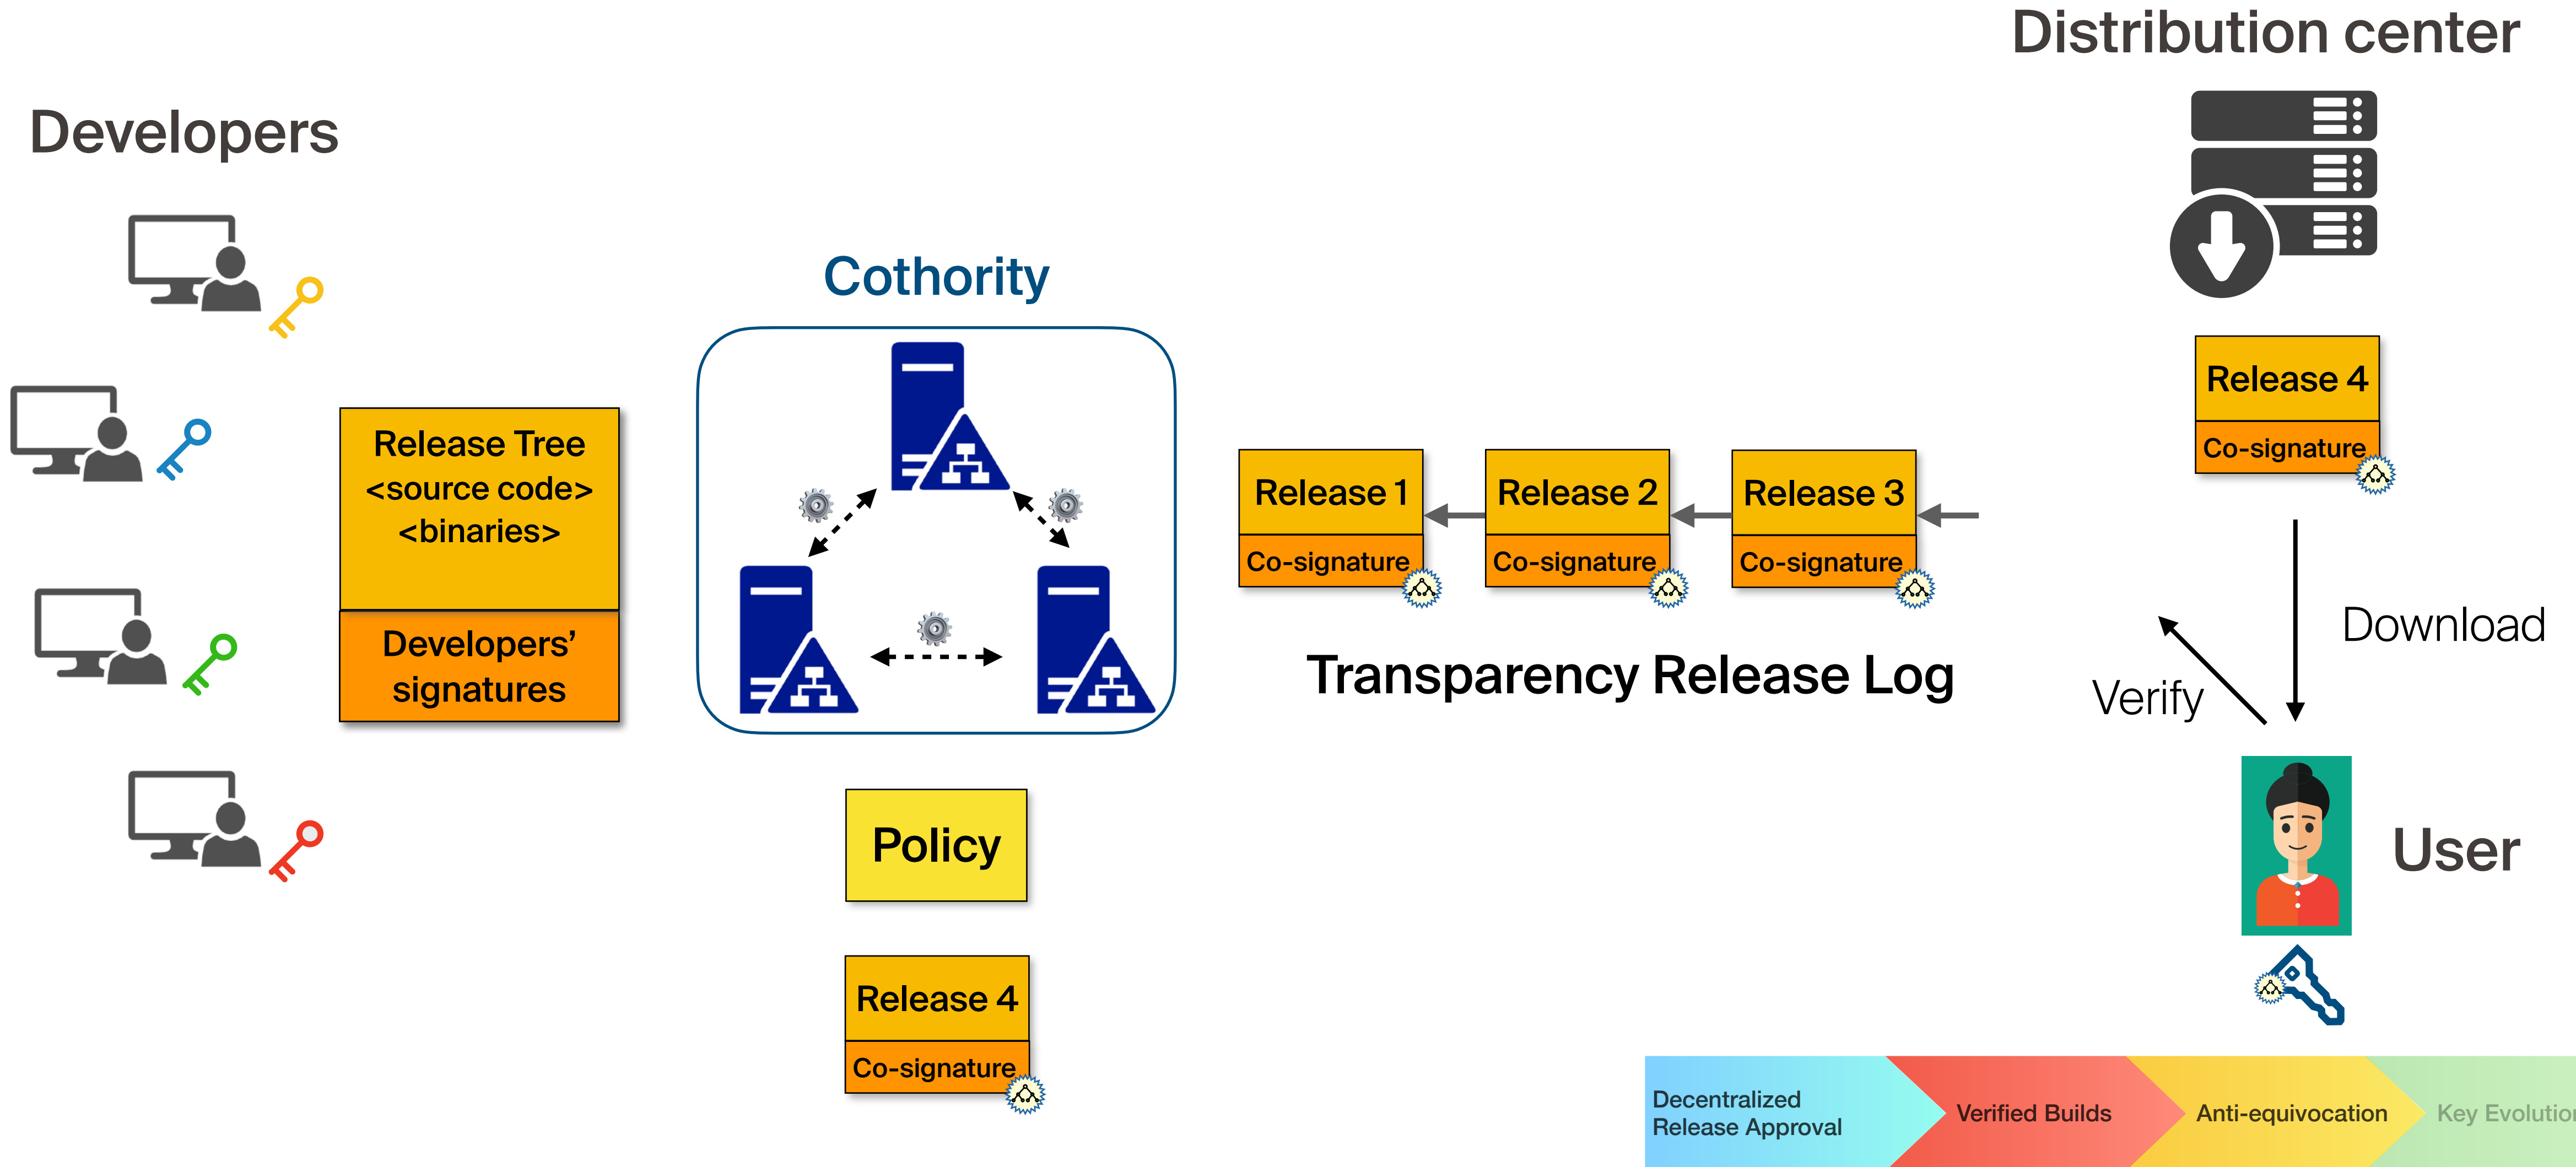 Distribution center
Developers
Cothority
Release Tree
<source code>
<binaries>
Developers’
signatures
Release 1
Co-signature
Release 2
Co-signature
Release 3
Co-signature
Transparency Release Log
Release 4
Co-signature
Download
Verify
User
Policy
Release 4
Co-signature
Decentralized
Release Approval
Verified Builds
Anti-equivocation
Key Evolution